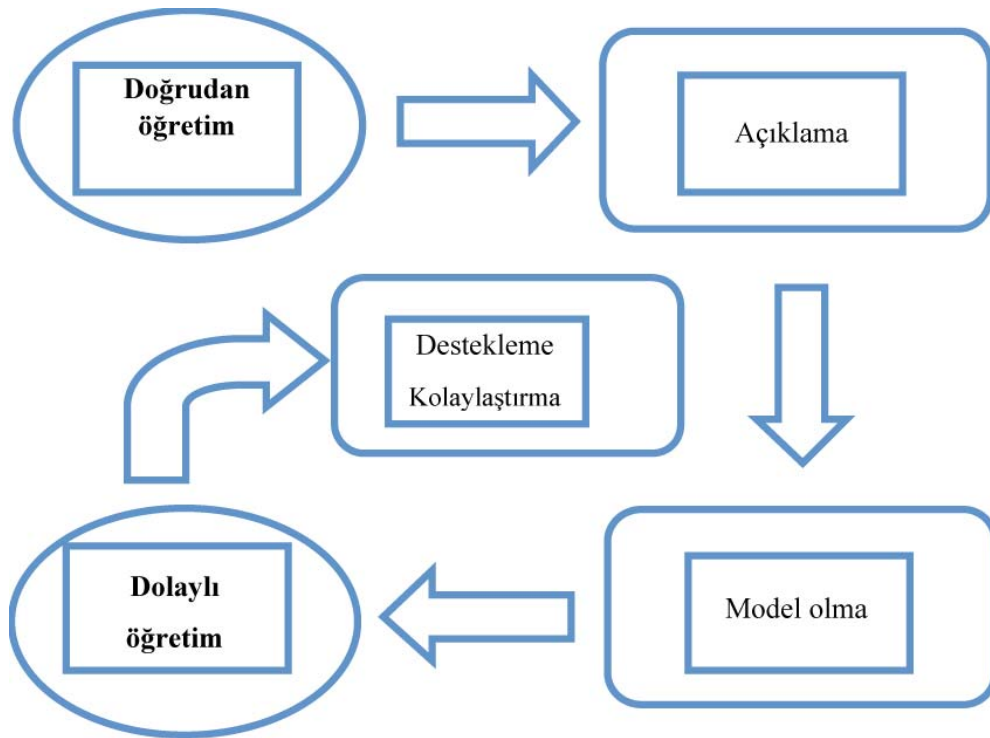 Doğrudan
öğretim
Açıklama
Destekleme
Kolaylaştırma
Dolaylı
öğretim
Model olma